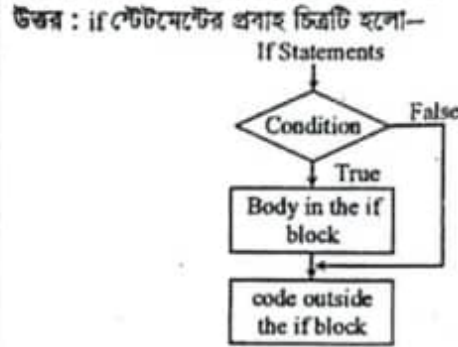 উত্তর : if স্টেটমেন্টের প্রবাহ চিত্রটি হলো–
If Statements
Condition
False
True
Body in the if
block
code outside
the if block